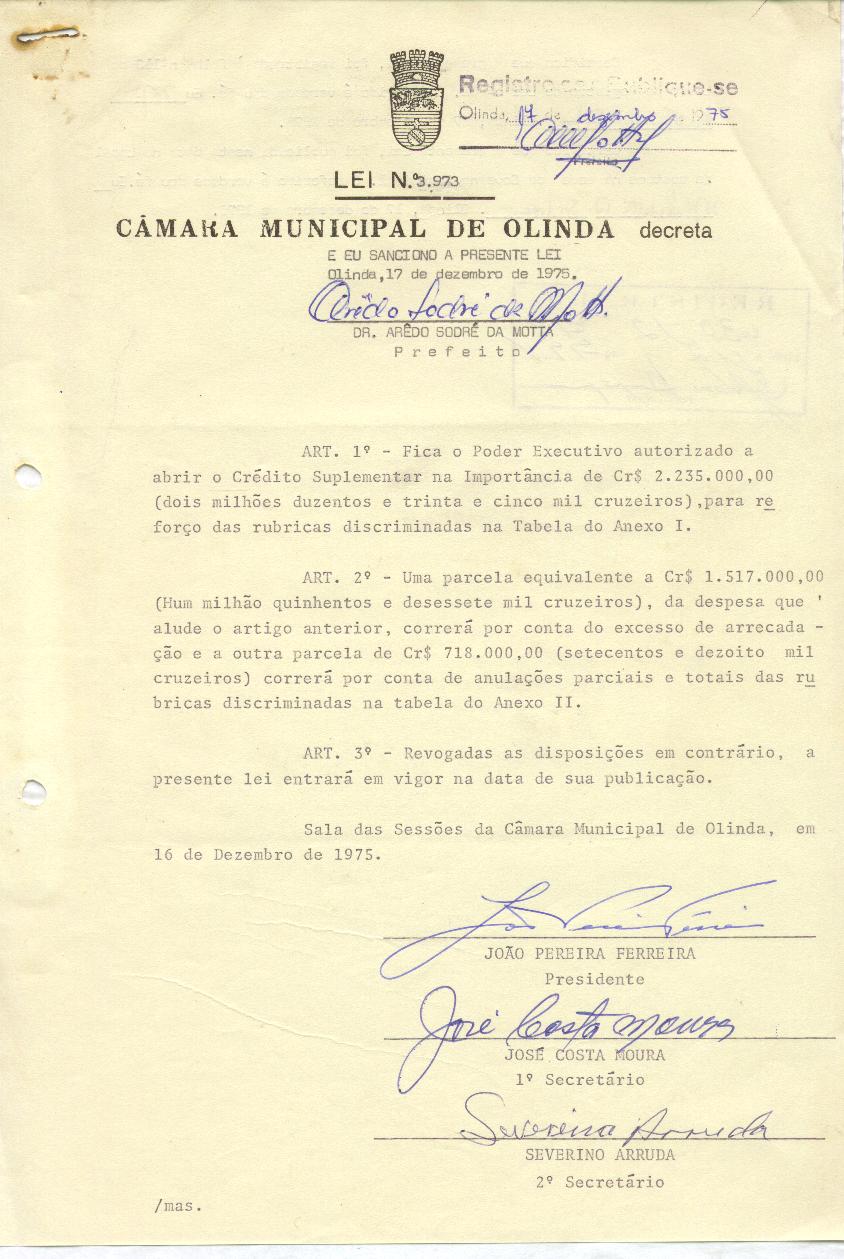 Registre-se e Publique-se
Olinda, 17 de dezembro 1975
Prefeito
LEI N.º 3.973
CÂMARA MUNICIPAL DE OLINDA decreta
E EU SANCIONO A PRESENTE LEI
Olinda,17 de dezembro de 1975.
Arêdo Sodré da Motta
DR. ARÊDO SODRÉ DA MOTTA
Prefeito
ART. 1º - Fica o Poder Executivo autorizado a
abrir o Crédito Suplementar na Importância de Cr$ 2.235.000,00
(dois milhões duzentos e trinta e cinco mil cruzeiros),para re
forço das rubricas discriminadas na Tabela do Anexo I.
ART. 2º - Uma parcela equivalente a Cr$ 1.517.000,00
(Hum milhão quinhentos e desessete mil cruzeiros), da despesa que '
alude o artigo anterior, correrá por conta do excesso de arrecada -
ção e a outra parcela de Cr$ 718.000,00 (setecentos e dezoito mil
cruzeiros) correrá por conta de anulações parciais e totais das ru
bricas discriminadas na tabela do Anexo II.
ART. 3º - Revogadas as disposições em contrário, a
presente lei entrará em vigor na data de sua publicação.
Sala das Sessões da Câmara Municipal de Olinda, em
16 de Dezembro de 1975.
JOÃO PEREIRA FERREIRA
Presidente
José Costa Moura
JOSÉ COSTA MOURA
1º Secretário
Severino Arruda
SEVERINO ARRUDA
2º Secretário
/mas.